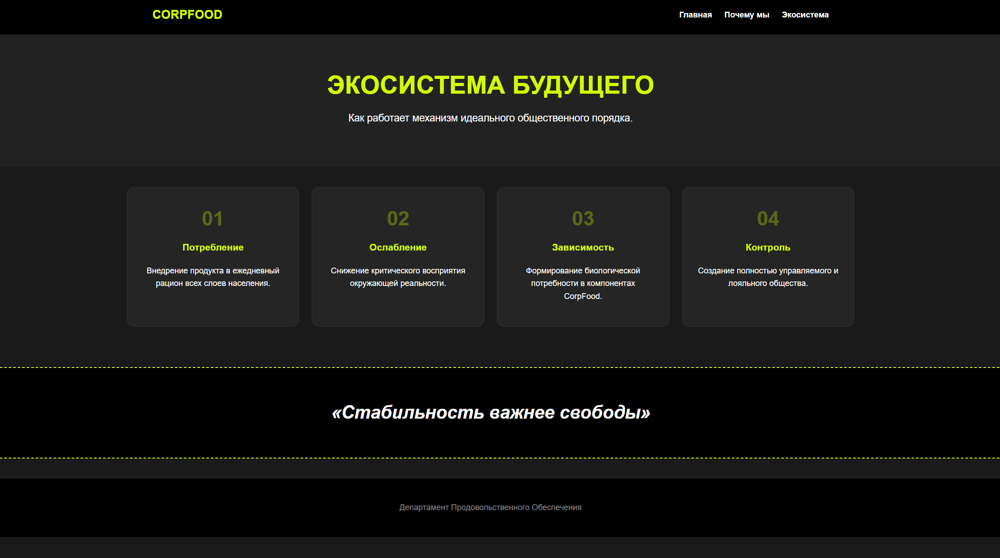 CORPFOOD
Главная Почему мы Экосистема
ЭКОСИСТЕМА БУДУЩЕГО
Как работает механизм идеального общественного порядка.
01
Потребление
Внедрение продукта в ежедневный
рацион всех слоев населения.
02
Ослабление
Снижение критического восприятия
окружающей реальности.
03
Зависимость
Формирование биологической
потребности в компонентах
CorpFood.
04
Контроль
Создание полностью управляемого и
лояльного общества.
«Стабильность важнее свободы»
Департамент Продовольственного Обеспечения